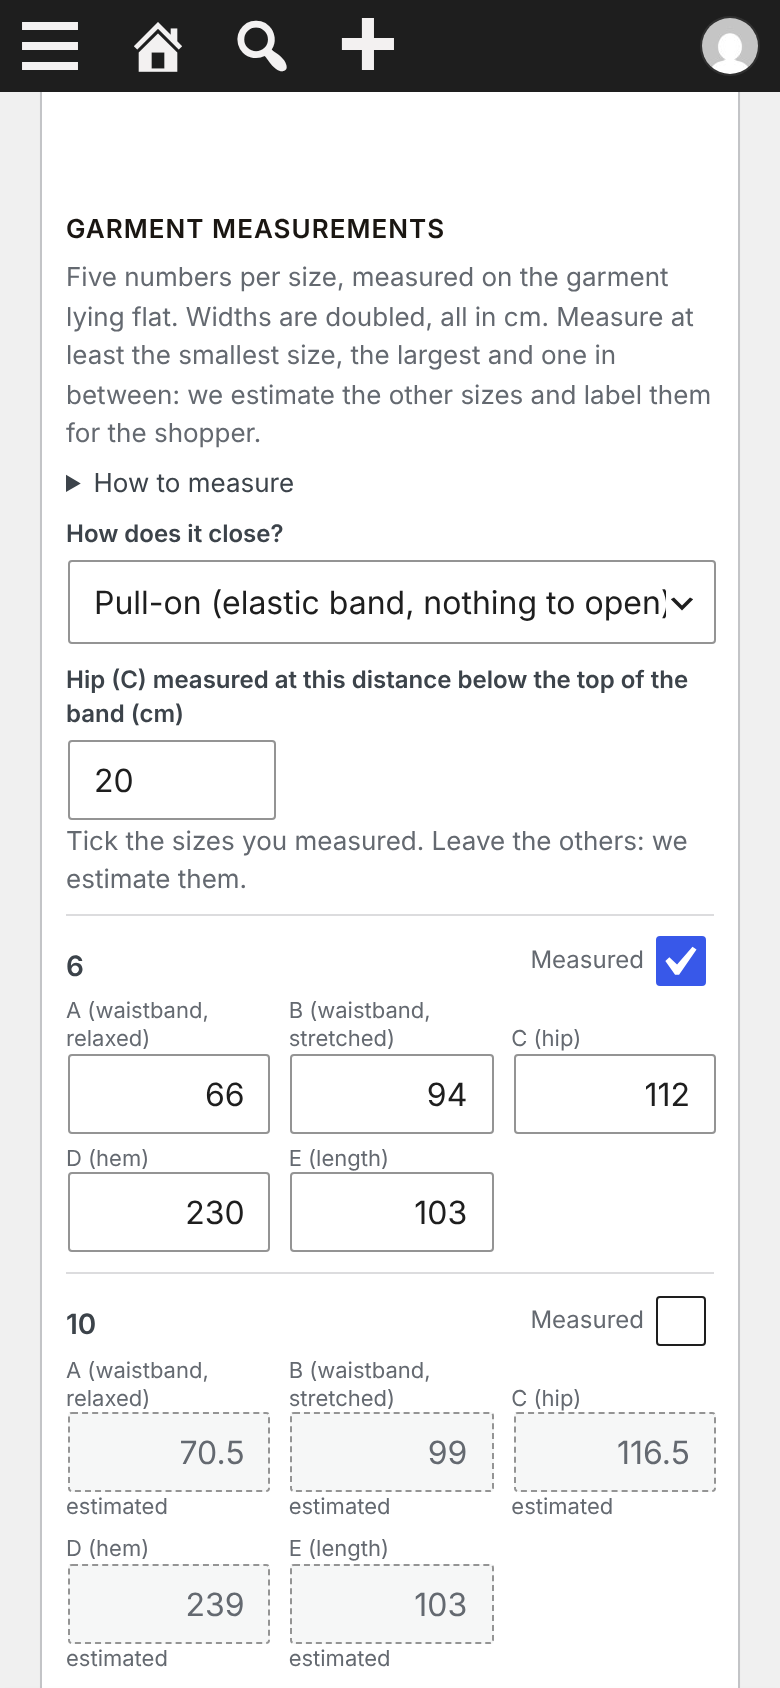 GARMENT MEASUREMENTS
Five numbers per size, measured on the garment
lying flat. Widths are doubled, all in cm. Measure at
least the smallest size, the largest and one in
between: we estimate the other sizes and label them
for the shopper.
How to measure
How does it close?
Pull-on (elastic band, nothing to open)
Hip (C) measured at this distance below the top of the
band (cm)
20
Tick the sizes you measured. Leave the others: we
estimate them.
6 Measured
A (waistband,
relaxed)
B (waistband,
stretched)
C (hip)
66 94 112
D (hem) E (length)
230 103
10 Measured
A (waistband,
relaxed)
B (waistband,
stretched)
C (hip)
70.5 99 116.5
estimated estimated estimated
D (hem) E (length)
239 103
estimated estimated